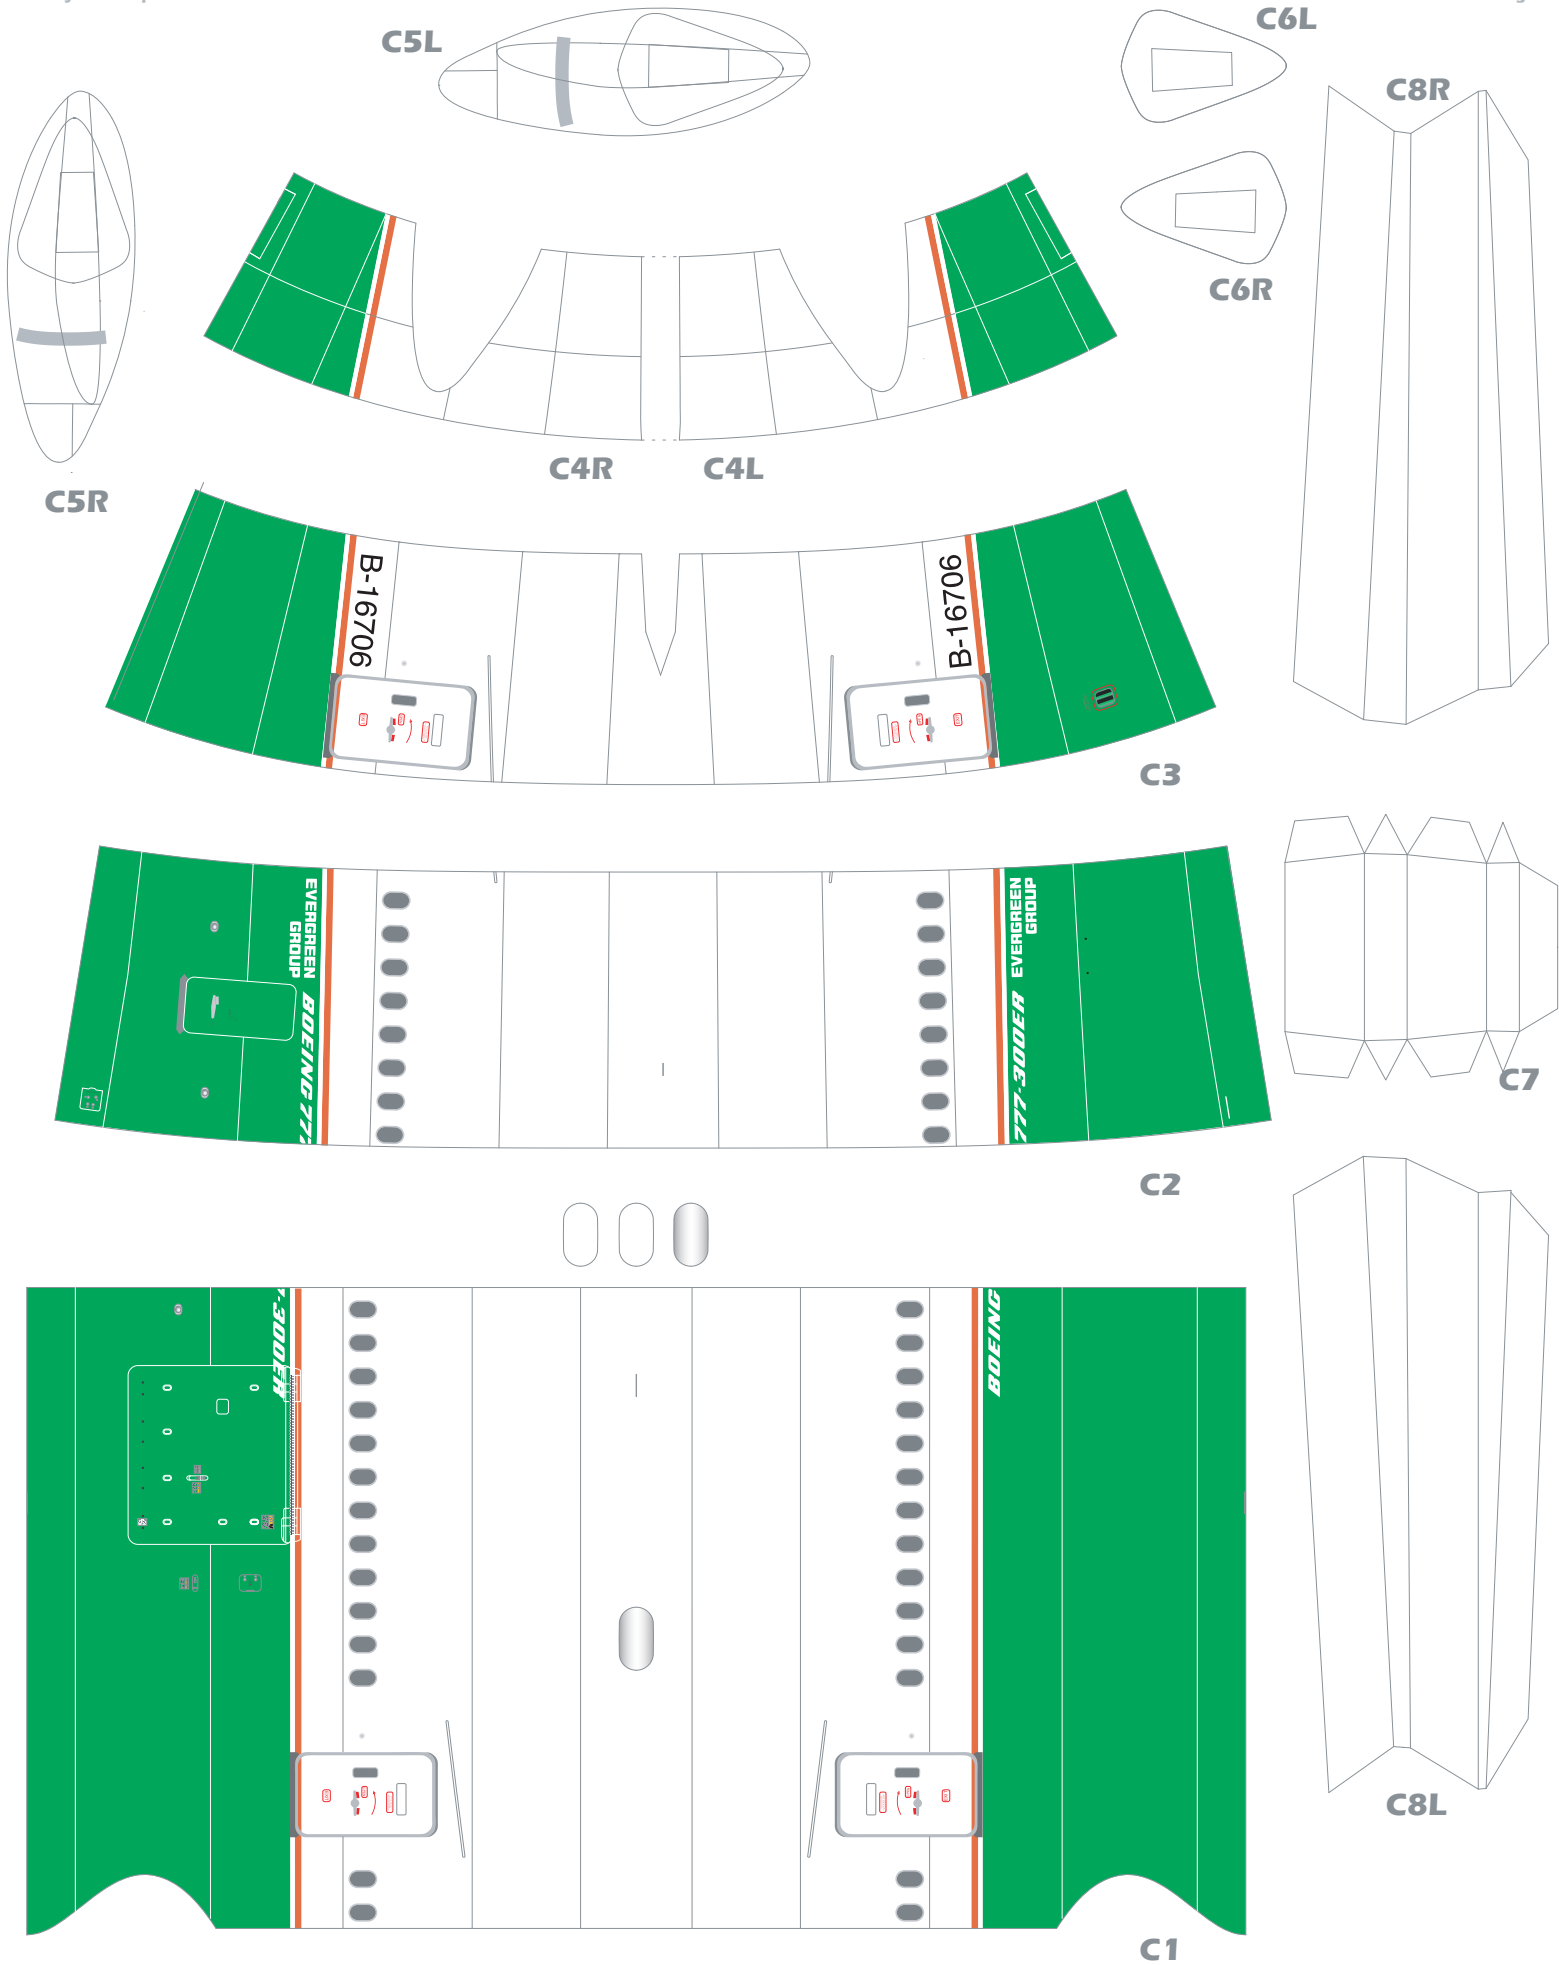 C5L
C6L
C8R
C6R
C5R
C4R
C4L
B-16706
B-16706
C3
EVERGREEN
GROUP
BOEING 777
EVERGREEN
GROUP
777-300ER
C7
C2
-300ER
BOEING
C8L
C1